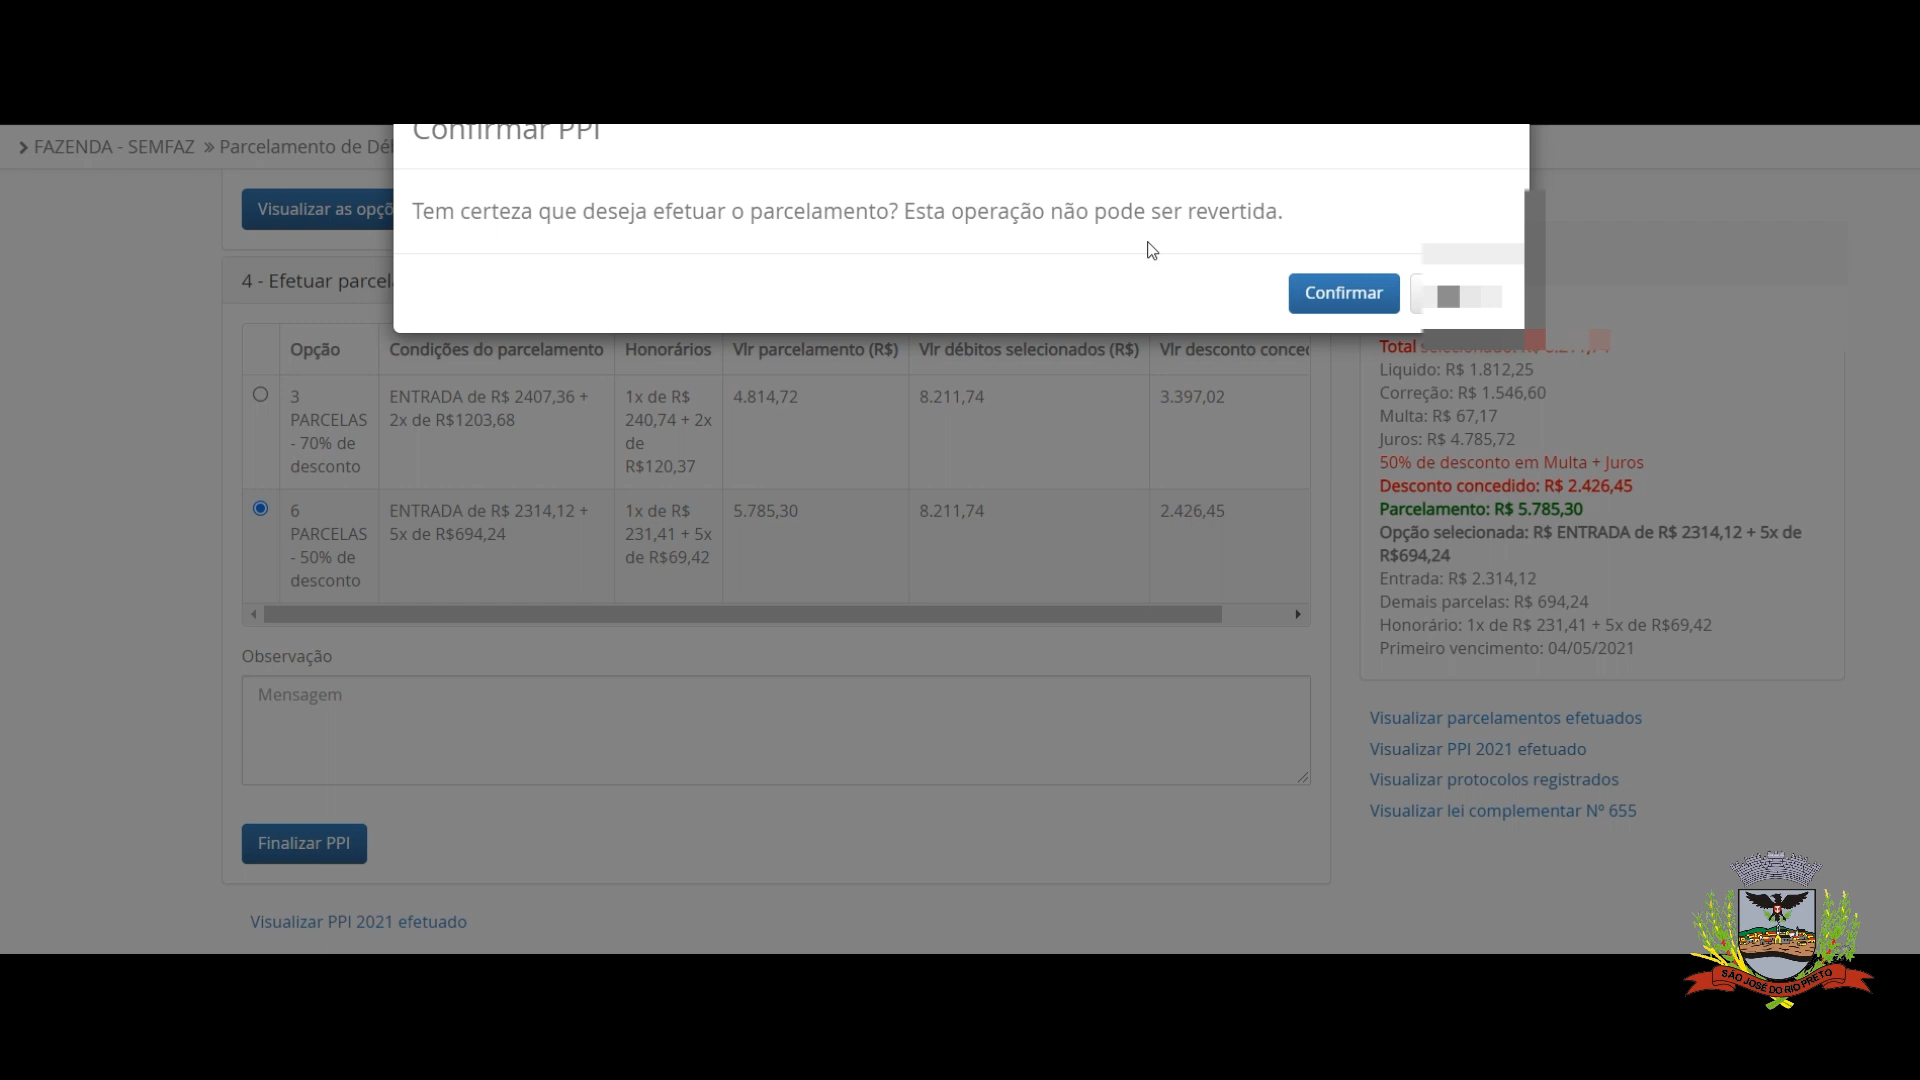 Confirmar PPI
FAZENDA - SEMFAZ » Parcelamento de Déb
Visualizar as opçõ
Tem certeza que deseja efetuar o parcelamento? Esta operação não pode ser revertida.
Confirmar
4 - Efetuar parcel
Opção
Condições do parcelamento
Honorários
Vlr parcelamento (R$)
Vlr débitos selecionados (R$)
Vlr desconto conced
3
PARCELAS
- 70% de
desconto
ENTRADA de R$ 2407,36 +
2x de R$1203,68
1x de R$
240,74 + 2x
de
R$120,37
4.814,72
8.211,74
3.397,02
6
PARCELAS
- 50% de
desconto
ENTRADA de R$ 2314,12 +
5x de R$694,24
1x de R$
231,41 + 5x
de R$69,42
5.785,30
8.211,74
2.426,45
Observação
Mensagem
Finalizar PPI
Visualizar PPI 2021 efetuado
Total
Liquido: R$ 1.812,25
Correção: R$ 1.546,60
Multa: R$ 67,17
Juros: R$ 4.785,72
50% de desconto em Multa + Juros
Desconto concedido: R$ 2.426,45
Parcelamento: R$ 5.785,30
Opção selecionada: R$ ENTRADA de R$ 2314,12 + 5x de
R$694,24
Entrada: R$ 2.314,12
Demais parcelas: R$ 694,24
Honorário: 1x de R$ 231,41 + 5x de R$69,42
Primeiro vencimento: 04/05/2021
Visualizar parcelamentos efetuados
Visualizar PPI 2021 efetuado
Visualizar protocolos registrados
Visualizar lei complementar Nº 655
SÃO JOSÉ DO RIO PRETO